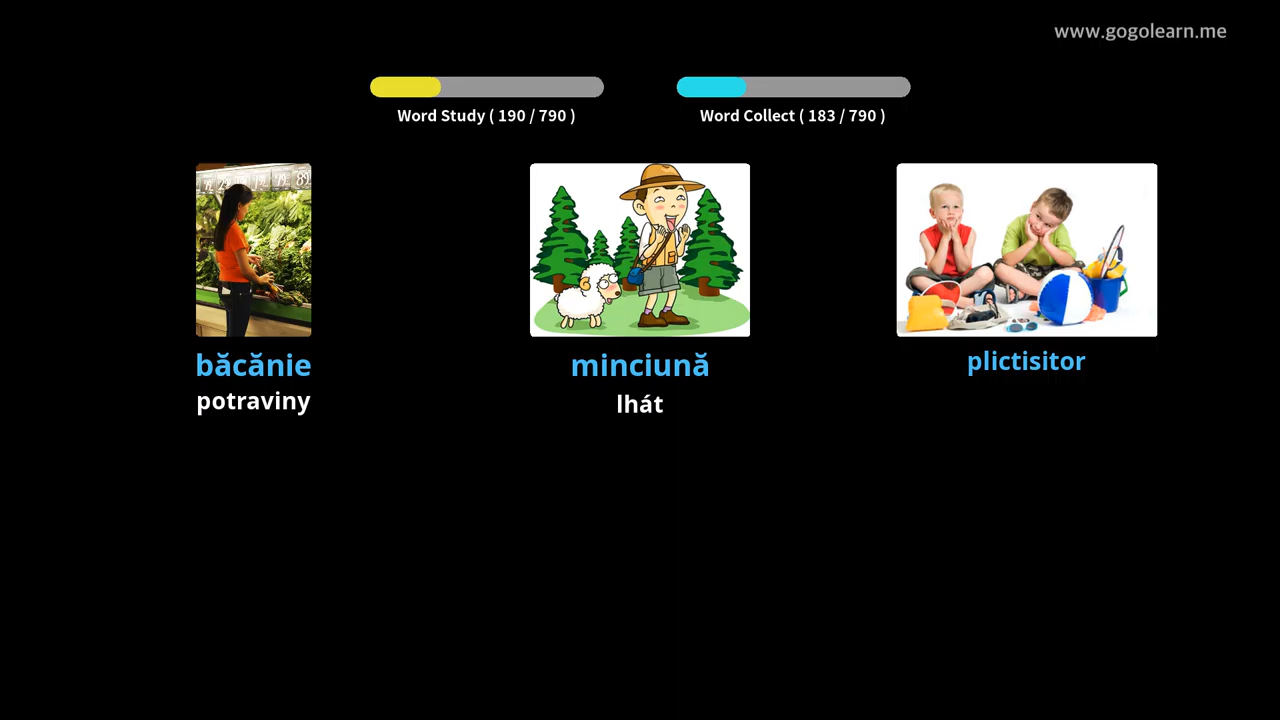 www.gogolearn.me
Word Study ( 190 / 790 )
Word Collect ( 183 / 790 )
băcănie
potraviny
minciună
lhát
plictisitor